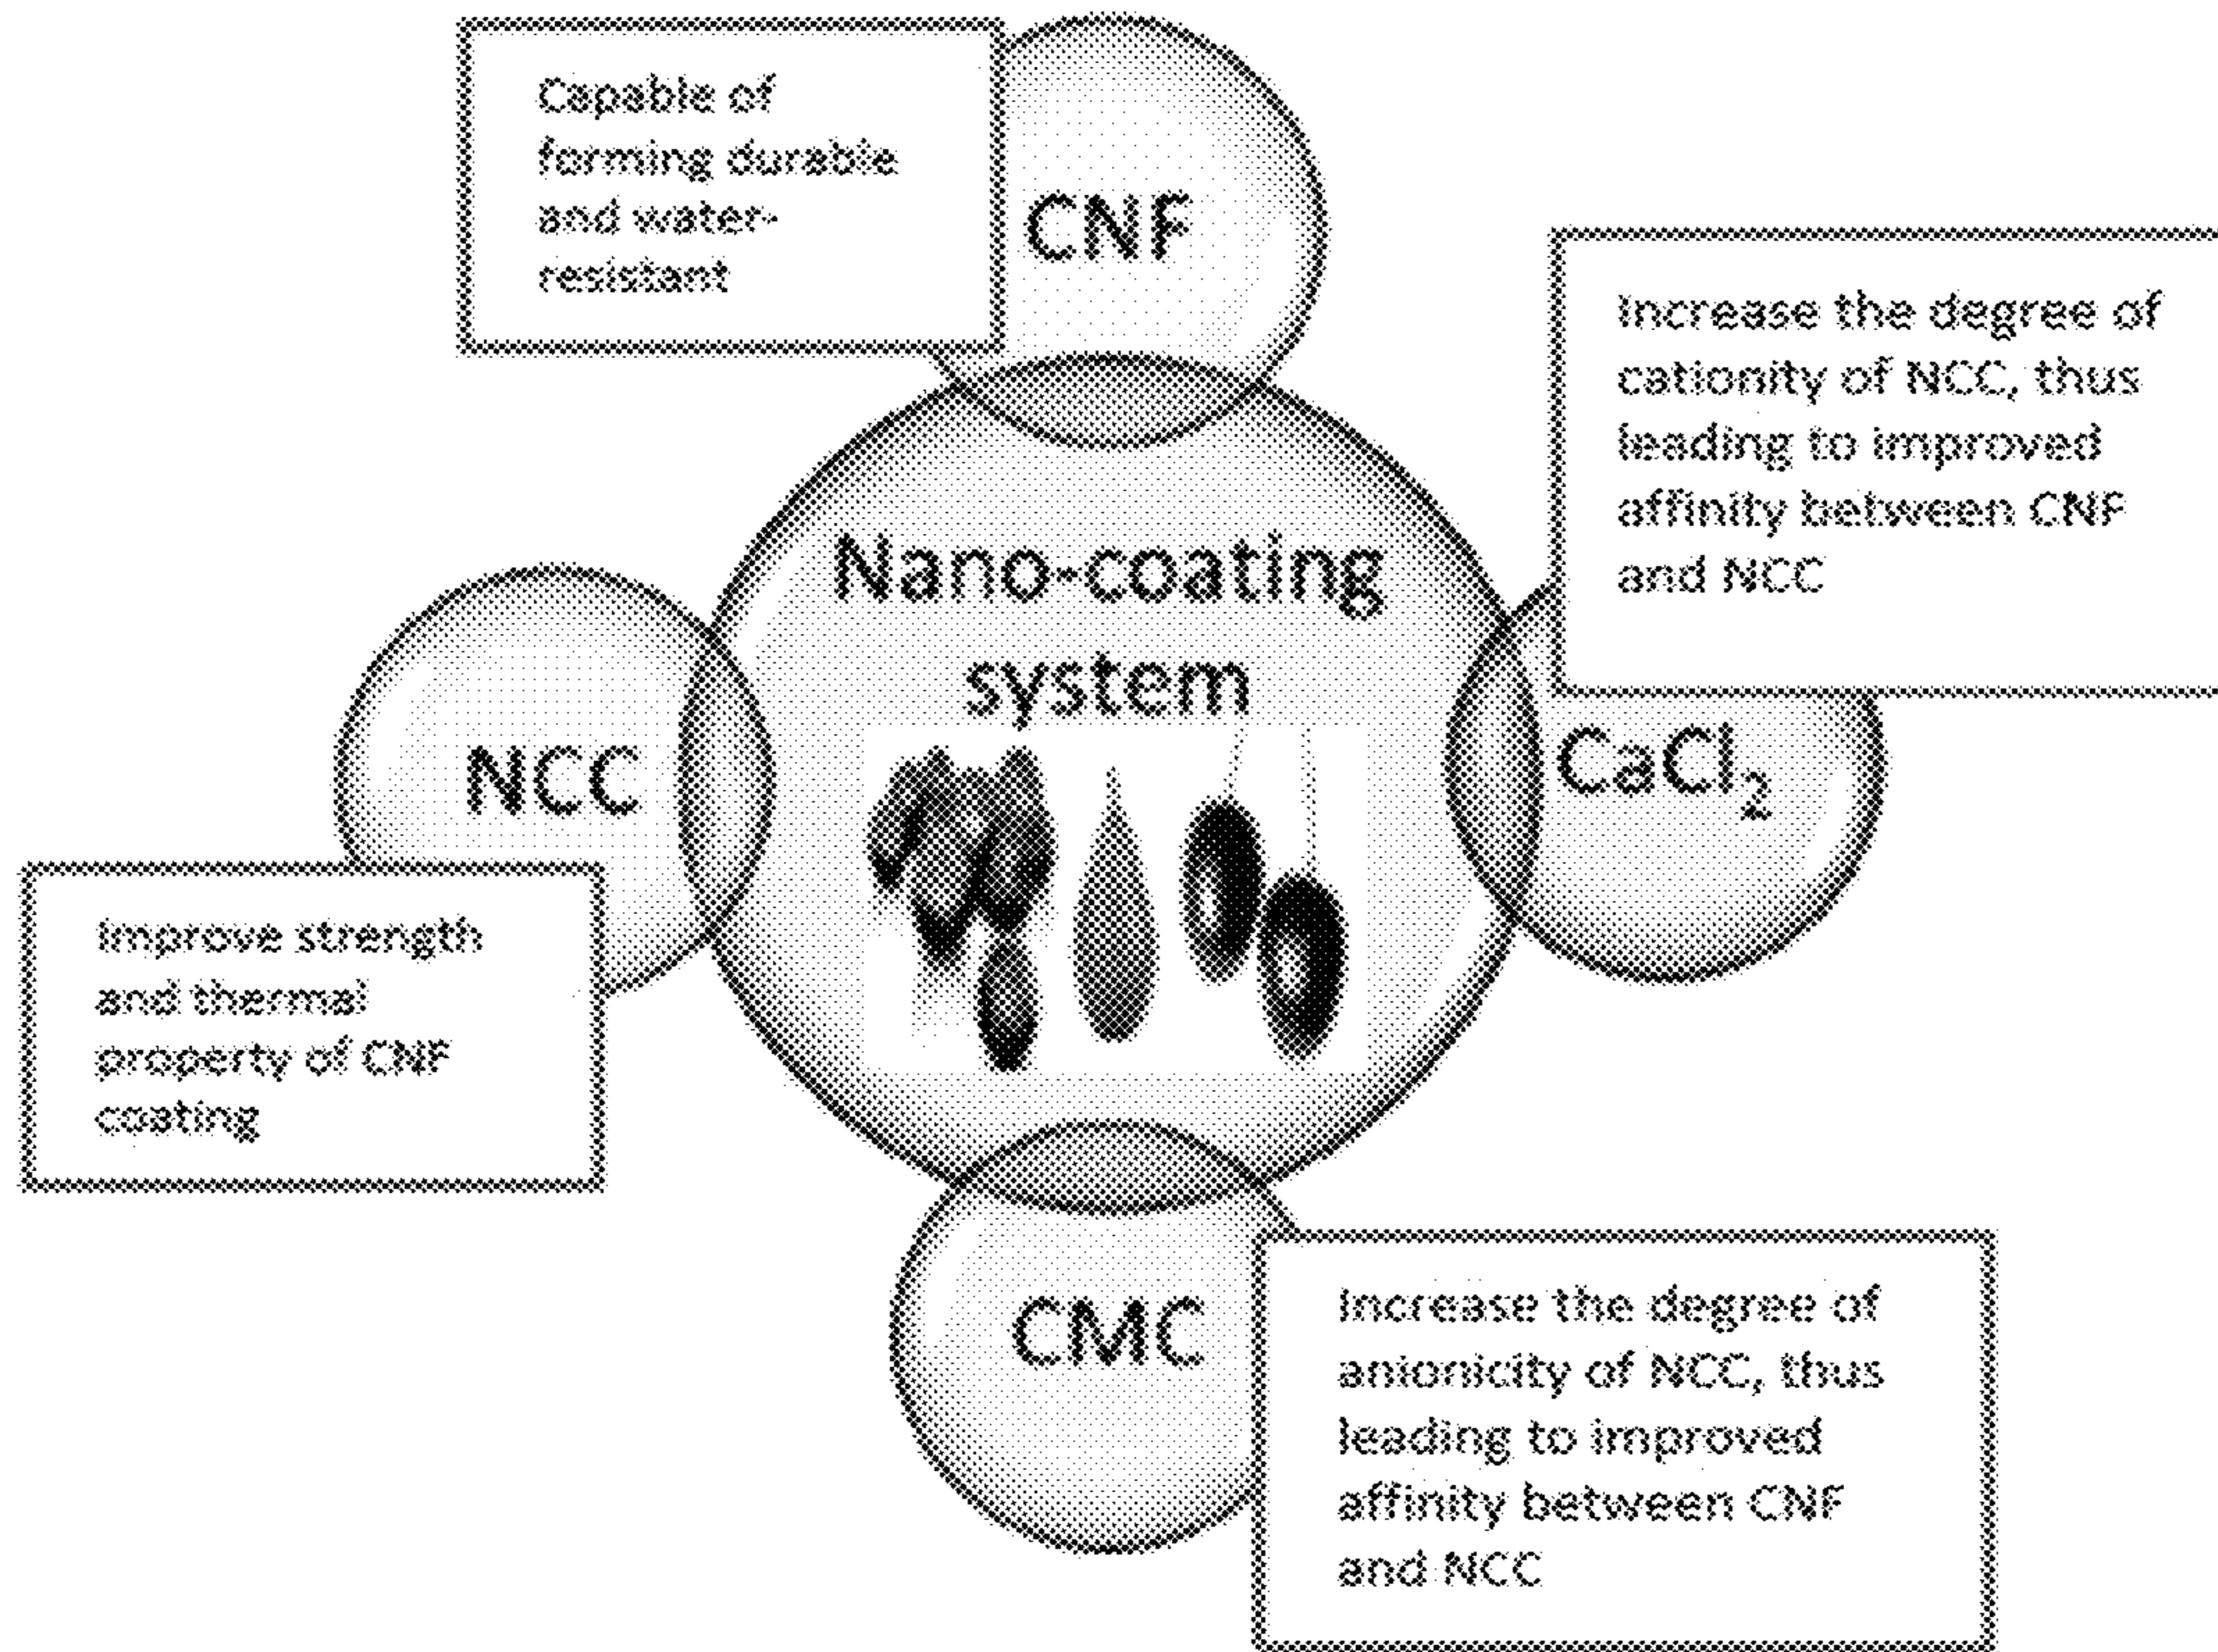 Capable of
forming durable
and water-
resistant
CNF
Increase the degree of
cationity of NCC, thus
leading to improved
affinity between CNF
and NCC
Nano-coating
system
NCC
CaCl₂
Improve strength
and thermal
property of CNF
coating
CMC
Increase the degree of
anionicity of NCC, thus
leading to improved
affinity between CNF
and NCC